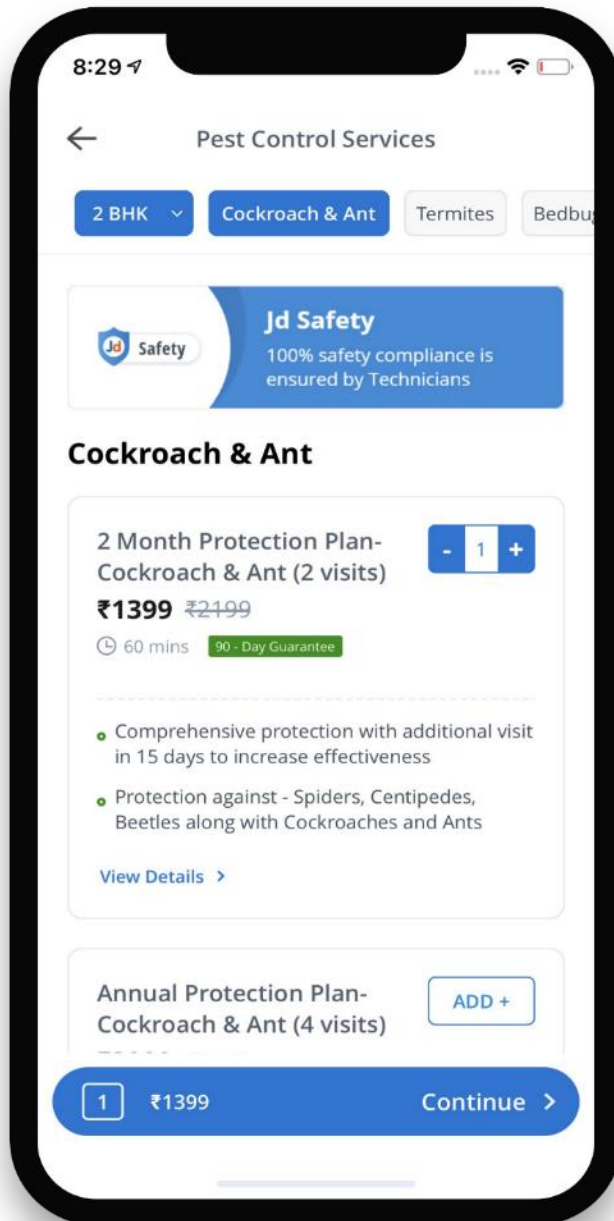 8:29
Pest Control Services
2 BHK
Cockroach & Ant
Termites
Jd Safety
Jd Safety
100% safety compliance is
ensured by Technicians
Cockroach & Ant
2 Month Protection Plan-
Cockroach & Ant (2 visits)
- 1 +
₹1399 ₹2199
60 mins 90 - Day Guarantee
Comprehensive protection with additional visit
in 15 days to increase effectiveness
Protection against - Spiders, Centipedes,
Beetles along with Cockroaches and Ants
View Details >
Annual Protection Plan-
Cockroach & Ant (4 visits)
ADD +
1 ₹1399 Continue >